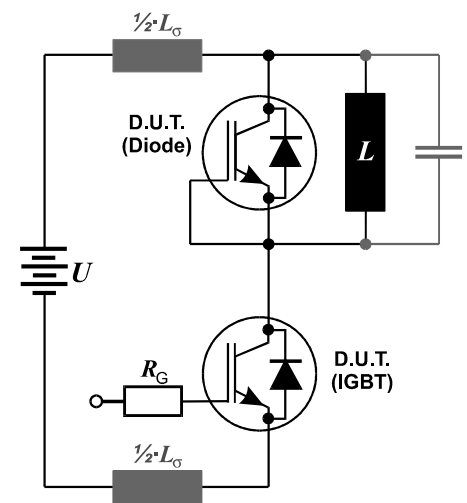 ½·Lσ
D.U.T.
(Diode)
L
U
D.U.T.
(IGBT)
RG
½·Lσ